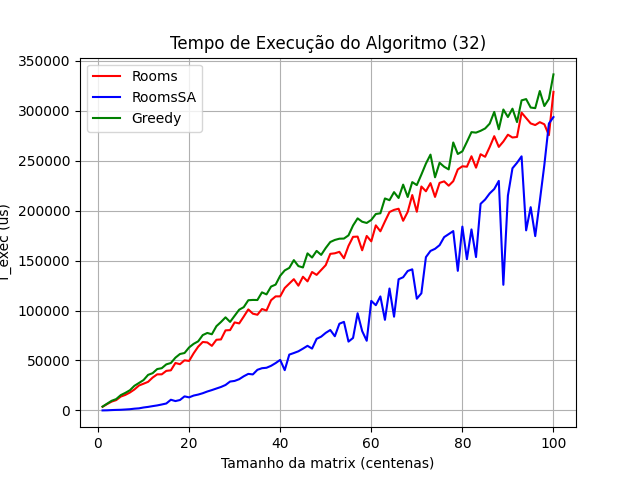 Tempo de Execução do Algoritmo (32)
350000
300000
250000
200000
150000
100000
50000
0
Rooms
RoomsSA
Greedy
0 20 40 60 80 100
Tamanho da matrix (centenas)
T_exec (us)